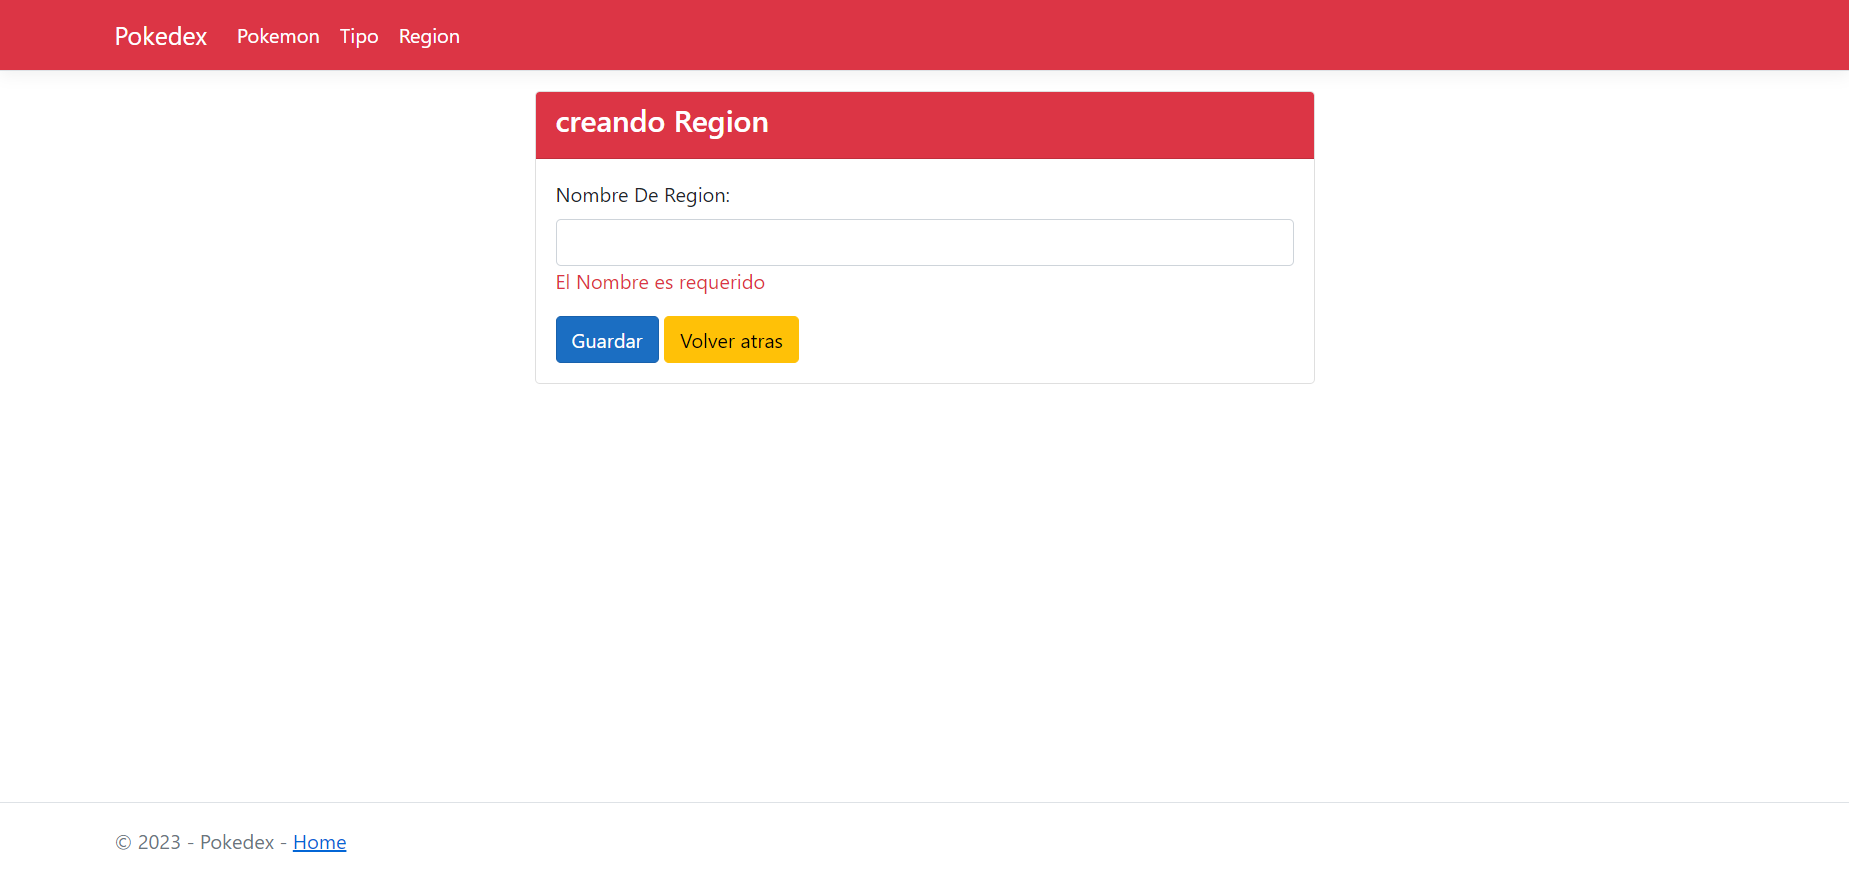 Pokedex Pokemon Tipo Region
creando Region
Nombre De Region:
El Nombre es requerido
Guardar Volver atras
© 2023 - Pokedex - Home